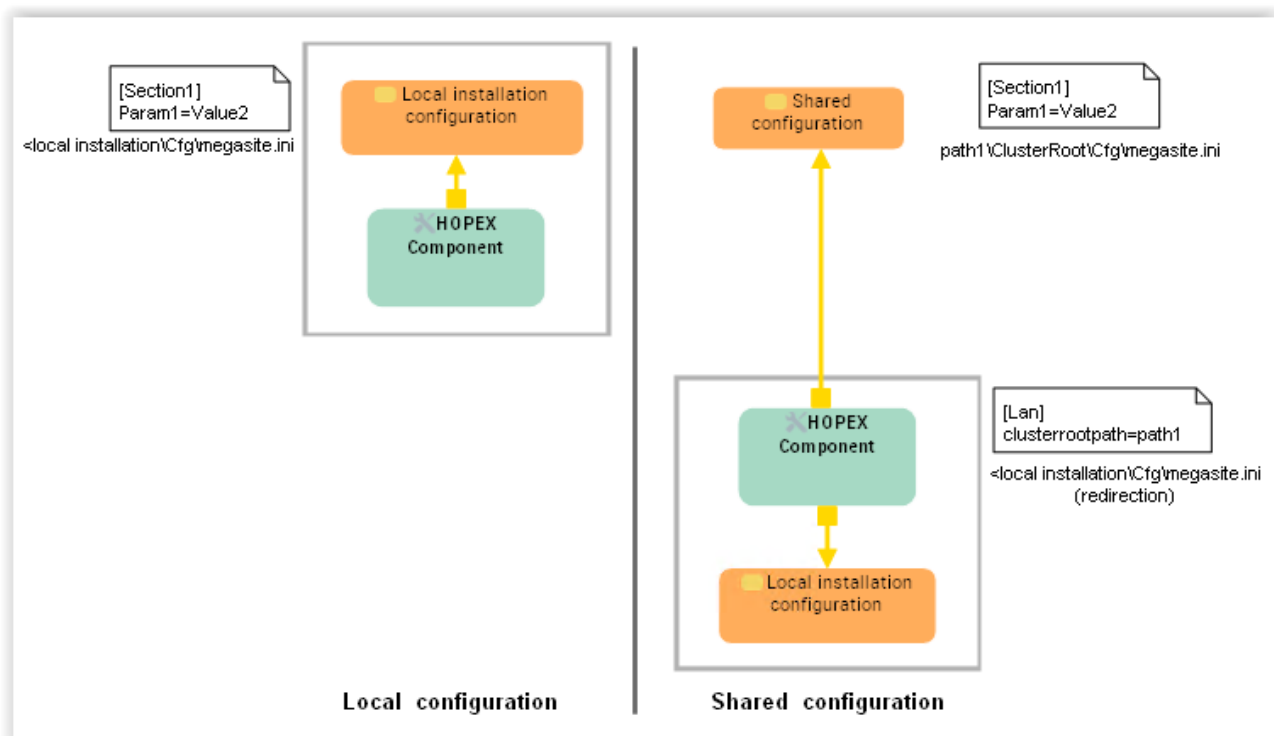 [Section1]
Param1=Value2
<local installation\Cfg\megasite.ini
Local installation
configuration
HOPEX
Component
Local configuration
Shared
configuration
[Section1]
Param1=Value2
path1\ClusterRoot\Cfg\megasite.ini
HOPEX
Component
[Lan]
clusterrootpath=path1
<local installation\Cfg\megasite.ini
(redirection)
Local installation
configuration
Shared configuration